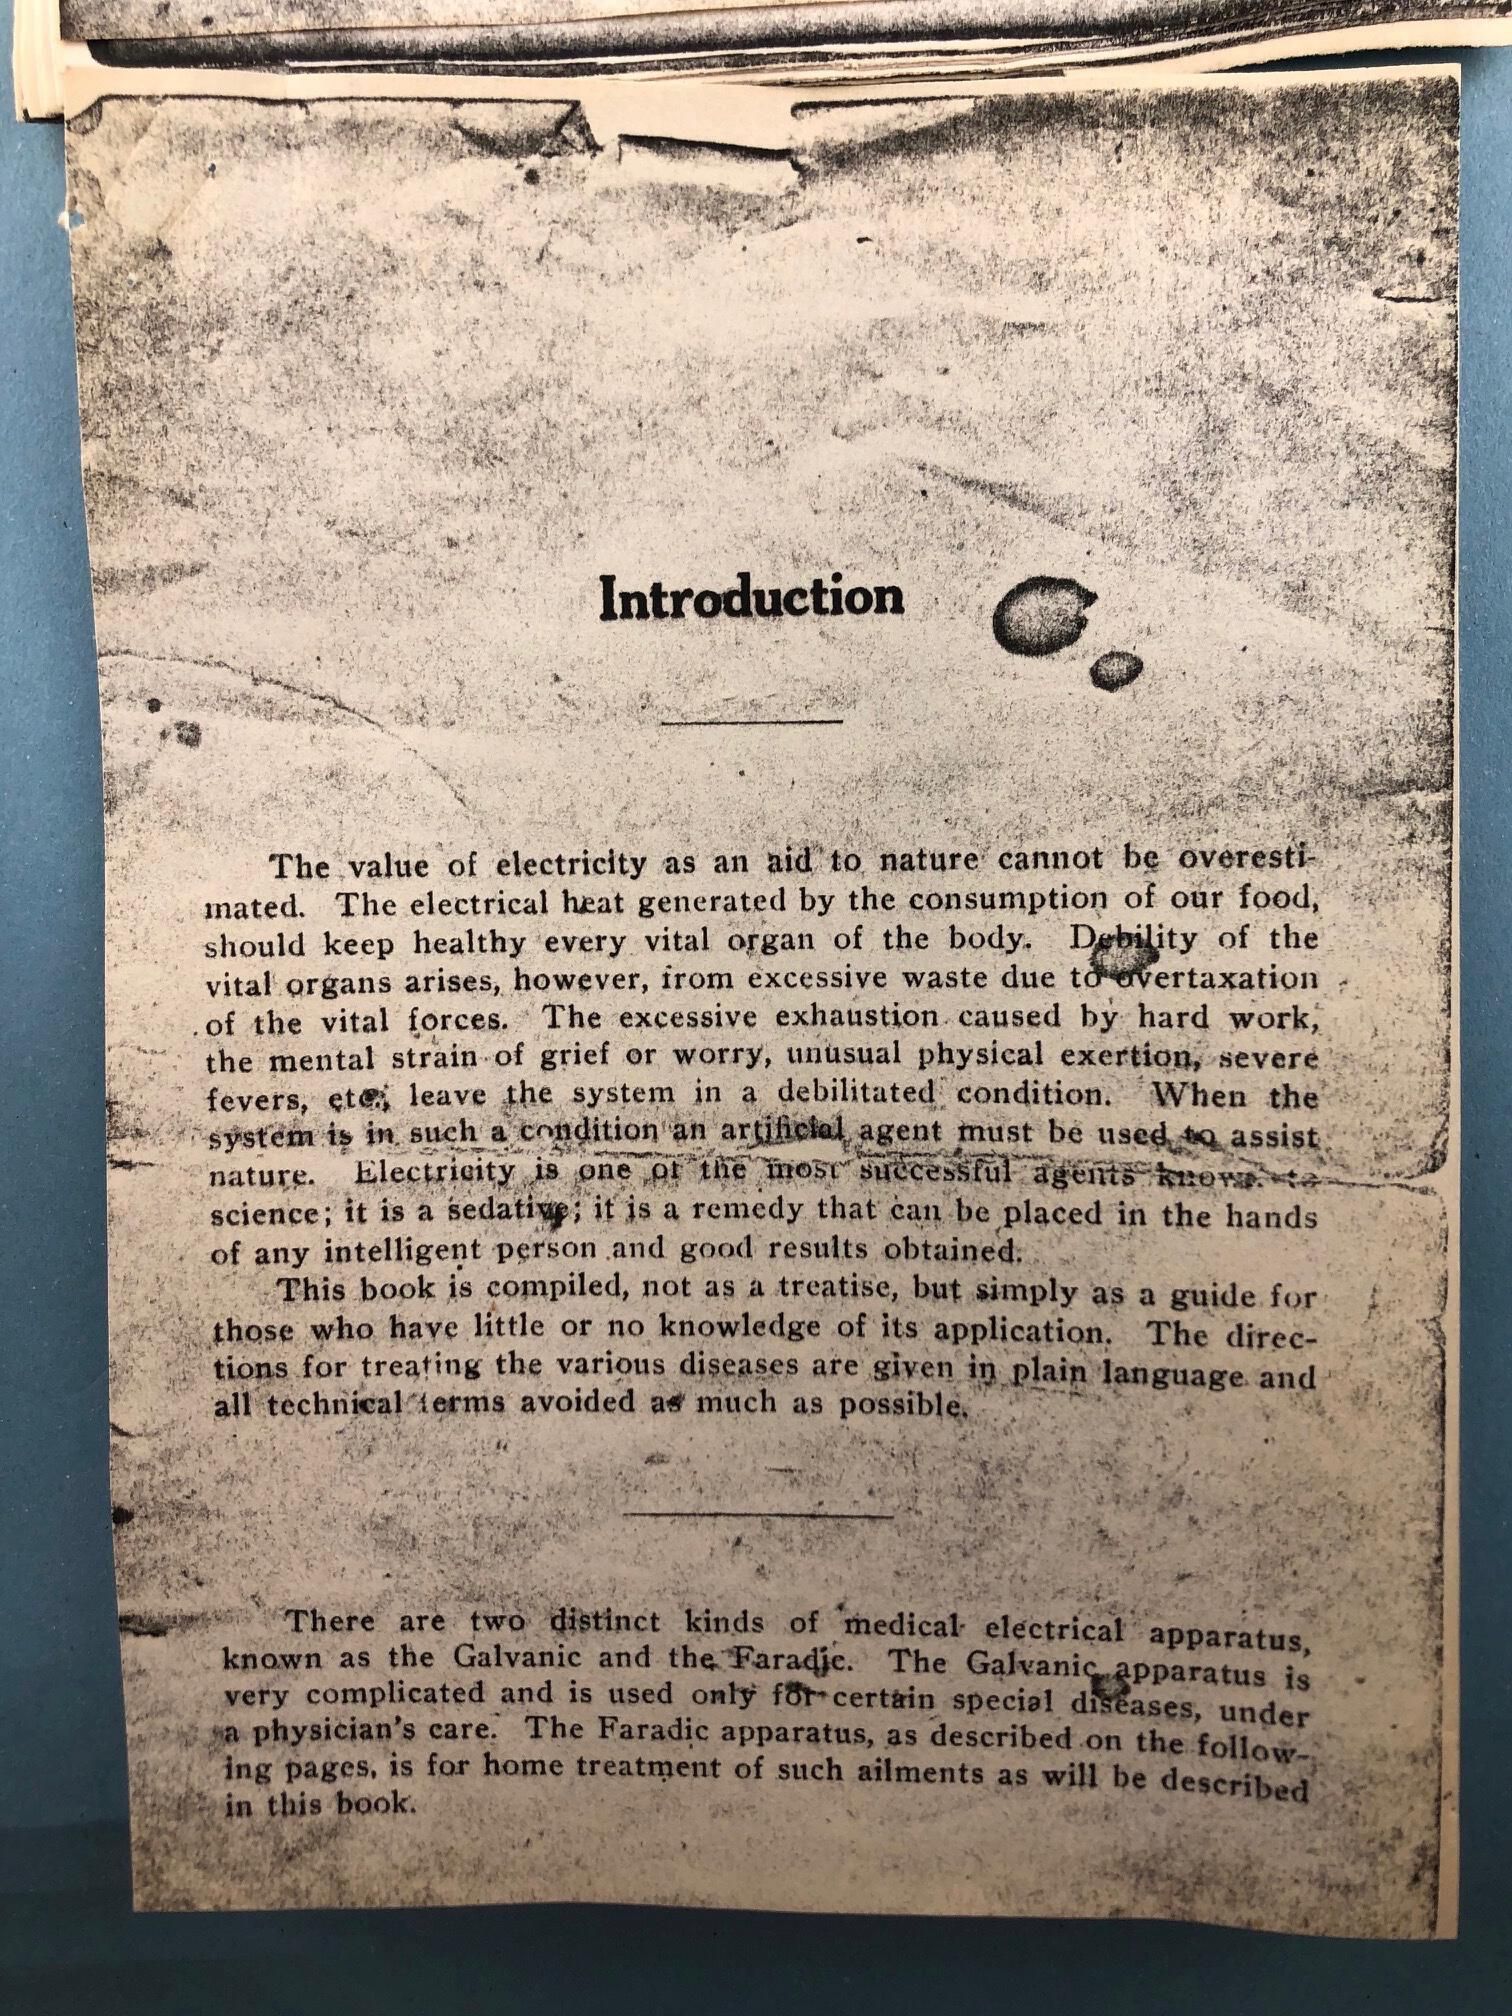 Introduction
The value of electricity as an aid to nature cannot be overesti-
mated. The electrical heat generated by the consumption of our food,
should keep healthy every vital organ of the body. Debility of the
vital organs arises, however, from excessive waste due to overtaxation
of the vital forces. The excessive exhaustion caused by hard work,
the mental strain of grief or worry, unusual physical exertion, severe
fevers, etc., leave the system in a debilitated condition. When the
system is in such a condition an artificial agent must be used to assist
nature. Electricity is one of the most successful agents known to
science; it is a sedative; it is a remedy that can be placed in the hands
of any intelligent person and good results obtained.
This book is compiled, not as a treatise, but simply as a guide for
those who have little or no knowledge of its application. The direc-
tions for treating the various diseases are given in plain language and
all technical terms avoided as much as possible.
There are two distinct kinds of medical electrical apparatus,
known as the Galvanic and the Faradic. The Galvanic apparatus is
very complicated and is used only for certain special diseases, under
a physician's care. The Faradic apparatus, as described on the follow-
ing pages, is for home treatment of such ailments as will be described
in this book.